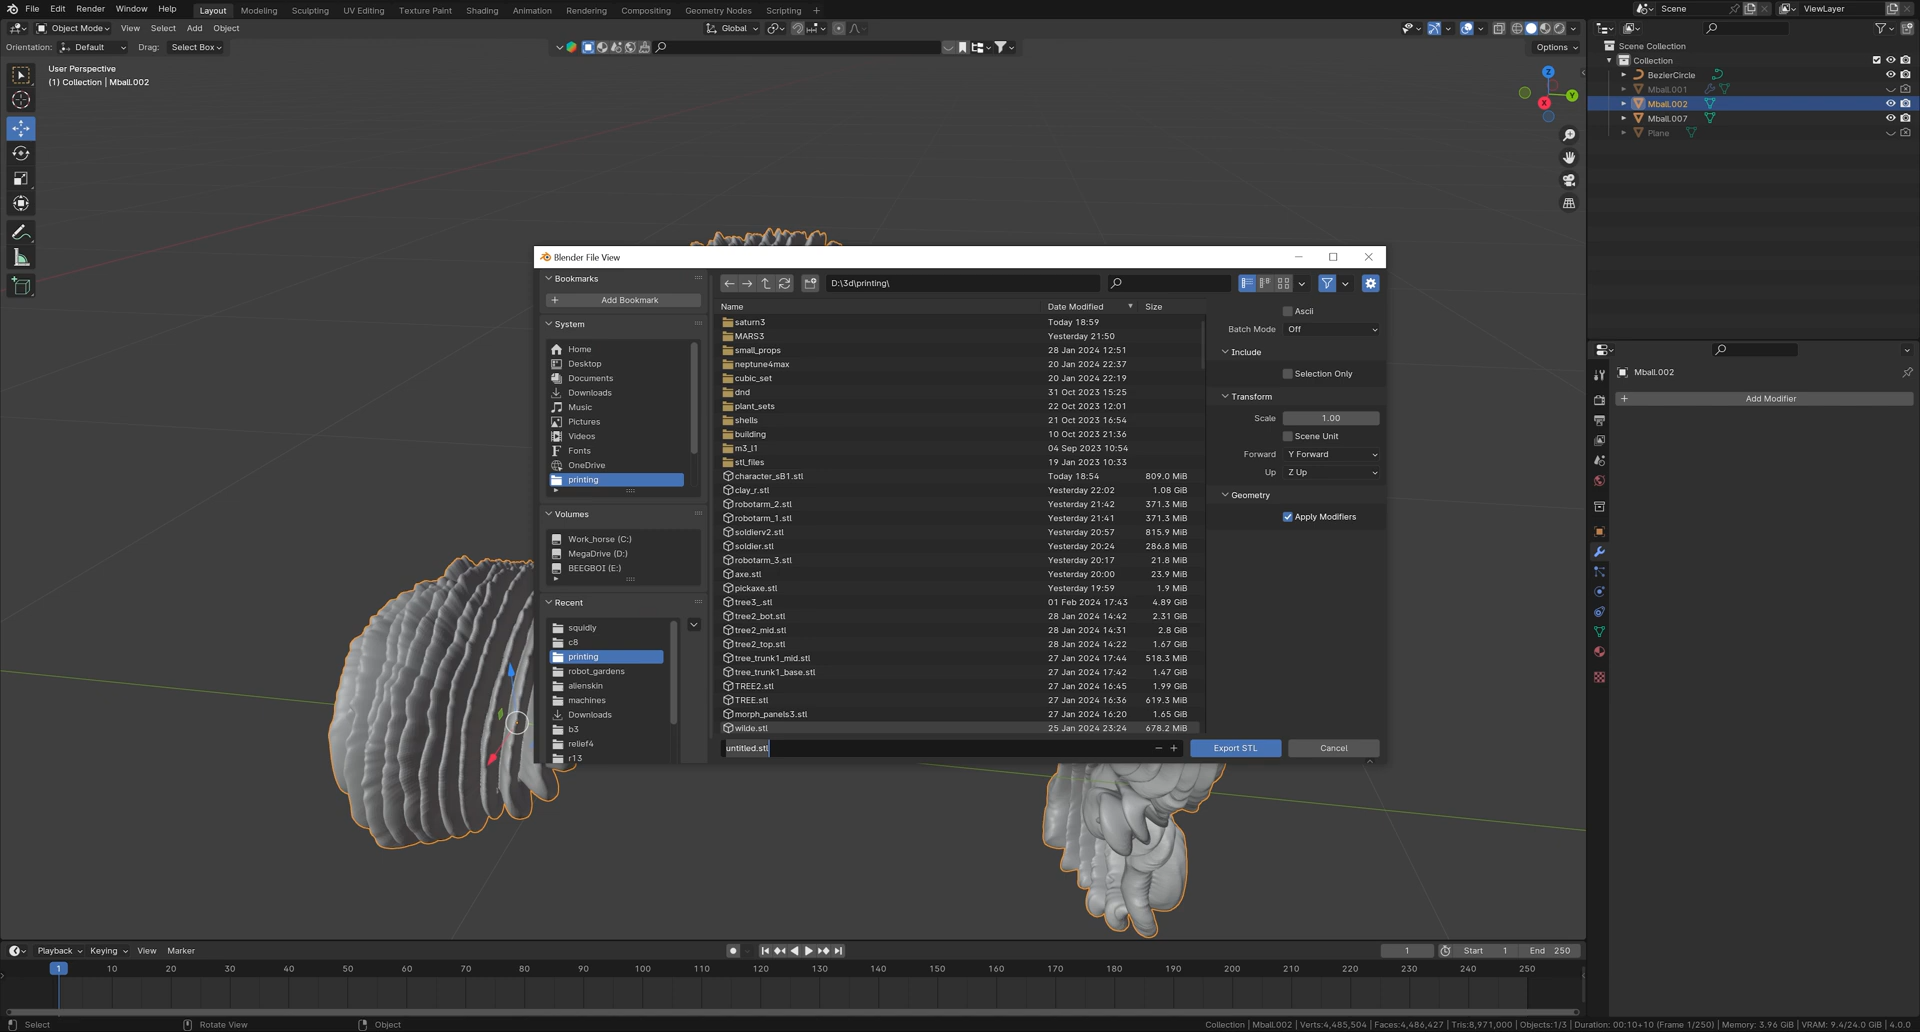 File Edit Render Window Help Layout Modeling Sculpting UV Editing Texture Paint Shading Animation Rendering Compositing Geometry Nodes Scripting + Scene ViewLayer
Object Mode View Select Add Object Global
Orientation: Default Drag: Select Box Options
User Perspective
(1) Collection | Mball.002
Z
Y
X
Scene Collection
Collection
BezierCircle
Mball.001
Mball.002
Mball.007
Plane
Mball.002
+ Add Modifier
Blender File View
Bookmarks
+ Add Bookmark
System
Home
Desktop
Documents
Downloads
Music
Pictures
Videos
Fonts
OneDrive
printing
Volumes
Work_horse (C:)
MegaDrive (D:)
BEEGBOI (E:)
Recent
squidly
c8
printing
robot_gardens
alienskin
machines
Downloads
b3
relief4
r13
D:\3d\printing\
Name Date Modified Size
saturn3 Today 18:59
MARS3 Yesterday 21:50
small_props 28 Jan 2024 12:51
neptune4max 20 Jan 2024 22:37
cubic_set 20 Jan 2024 22:19
dnd 31 Oct 2023 15:25
plant_sets 22 Oct 2023 12:01
shells 21 Oct 2023 16:54
building 10 Oct 2023 21:36
m3_l1 04 Sep 2023 10:54
stl_files 19 Jan 2023 10:33
character_sB1.stl Today 18:54 809.0 MiB
clay_r.stl Yesterday 22:02 1.08 GiB
robotarm_2.stl Yesterday 21:42 371.3 MiB
robotarm_1.stl Yesterday 21:41 371.3 MiB
soldierv2.stl Yesterday 20:57 815.9 MiB
soldier.stl Yesterday 20:24 286.8 MiB
robotarm_3.stl Yesterday 20:17 21.8 MiB
axe.stl Yesterday 20:00 23.9 MiB
pickaxe.stl Yesterday 19:59 1.9 MiB
tree3_.stl 01 Feb 2024 17:43 4.89 GiB
tree2_bot.stl 28 Jan 2024 14:42 2.31 GiB
tree2_mid.stl 28 Jan 2024 14:31 2.8 GiB
tree2_top.stl 28 Jan 2024 14:22 1.67 GiB
tree_trunk1_mid.stl 27 Jan 2024 17:44 518.3 MiB
tree_trunk1_base.stl 27 Jan 2024 17:42 1.47 GiB
TREE2.stl 27 Jan 2024 16:45 1.99 GiB
TREE.stl 27 Jan 2024 16:36 619.3 MiB
morph_panels3.stl 27 Jan 2024 16:20 1.65 GiB
wilde.stl 25 Jan 2024 23:24 678.2 MiB
untitled.stl − + Export STL Cancel
Ascii
Batch Mode Off
Include
Selection Only
Transform
Scale 1.00
Scene Unit
Forward Y Forward
Up Z Up
Geometry
Apply Modifiers
Playback Keying View Marker 1 Start 1 End 250
1 10 20 30 40 50 60 70 80 90 100 110 120 130 140 150 160 170 180 190 200 210 220 230 240 250
Select Rotate View Object Collection | Mball.002 | Verts:4,485,504 | Faces:4,486,427 | Tris:8,971,000 | Objects:1/3 | Duration: 00:10+10 (Frame 1/250) | Memory: 3.96 GiB | VRAM: 9.4/24.0 GiB | 4.0.0